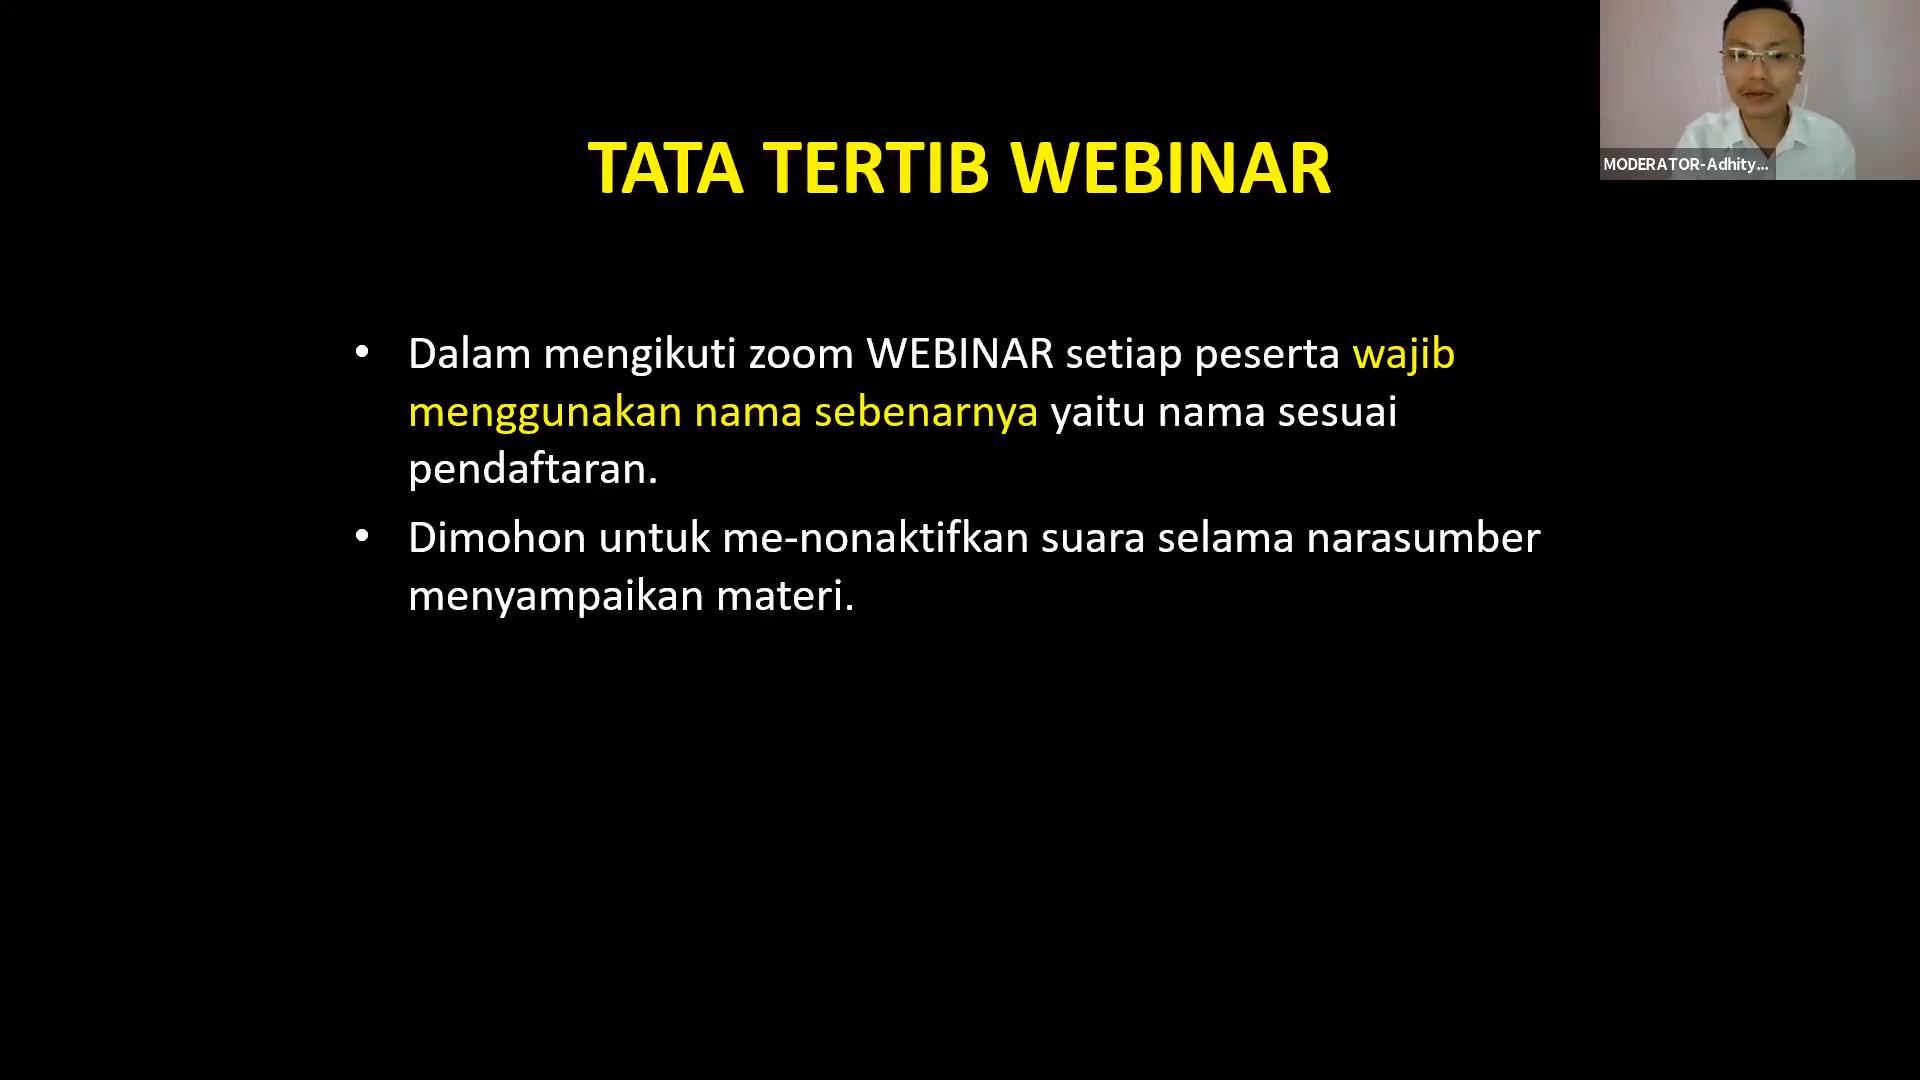 TATA TERTIB WEBINAR
MODERATOR-Adhity...
• Dalam mengikuti zoom WEBINAR setiap peserta wajib
menggunakan nama sebenarnya yaitu nama sesuai
pendaftaran.
• Dimohon untuk me-nonaktifkan suara selama narasumber
menyampaikan materi.